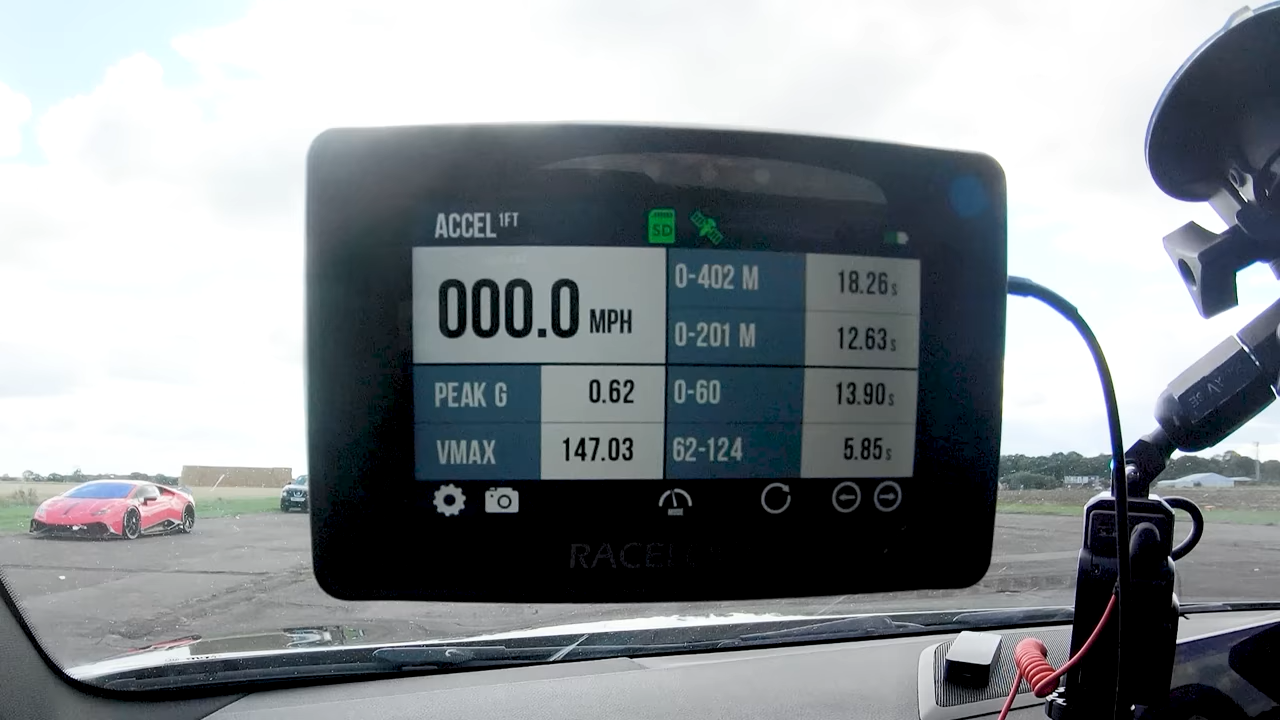 ACCEL 1FT
SD
000.0 MPH
0-402 M 18.26s
0-201 M 12.63s
PEAK G 0.62
0-60 13.90s
VMAX 147.03
62-124 5.85s